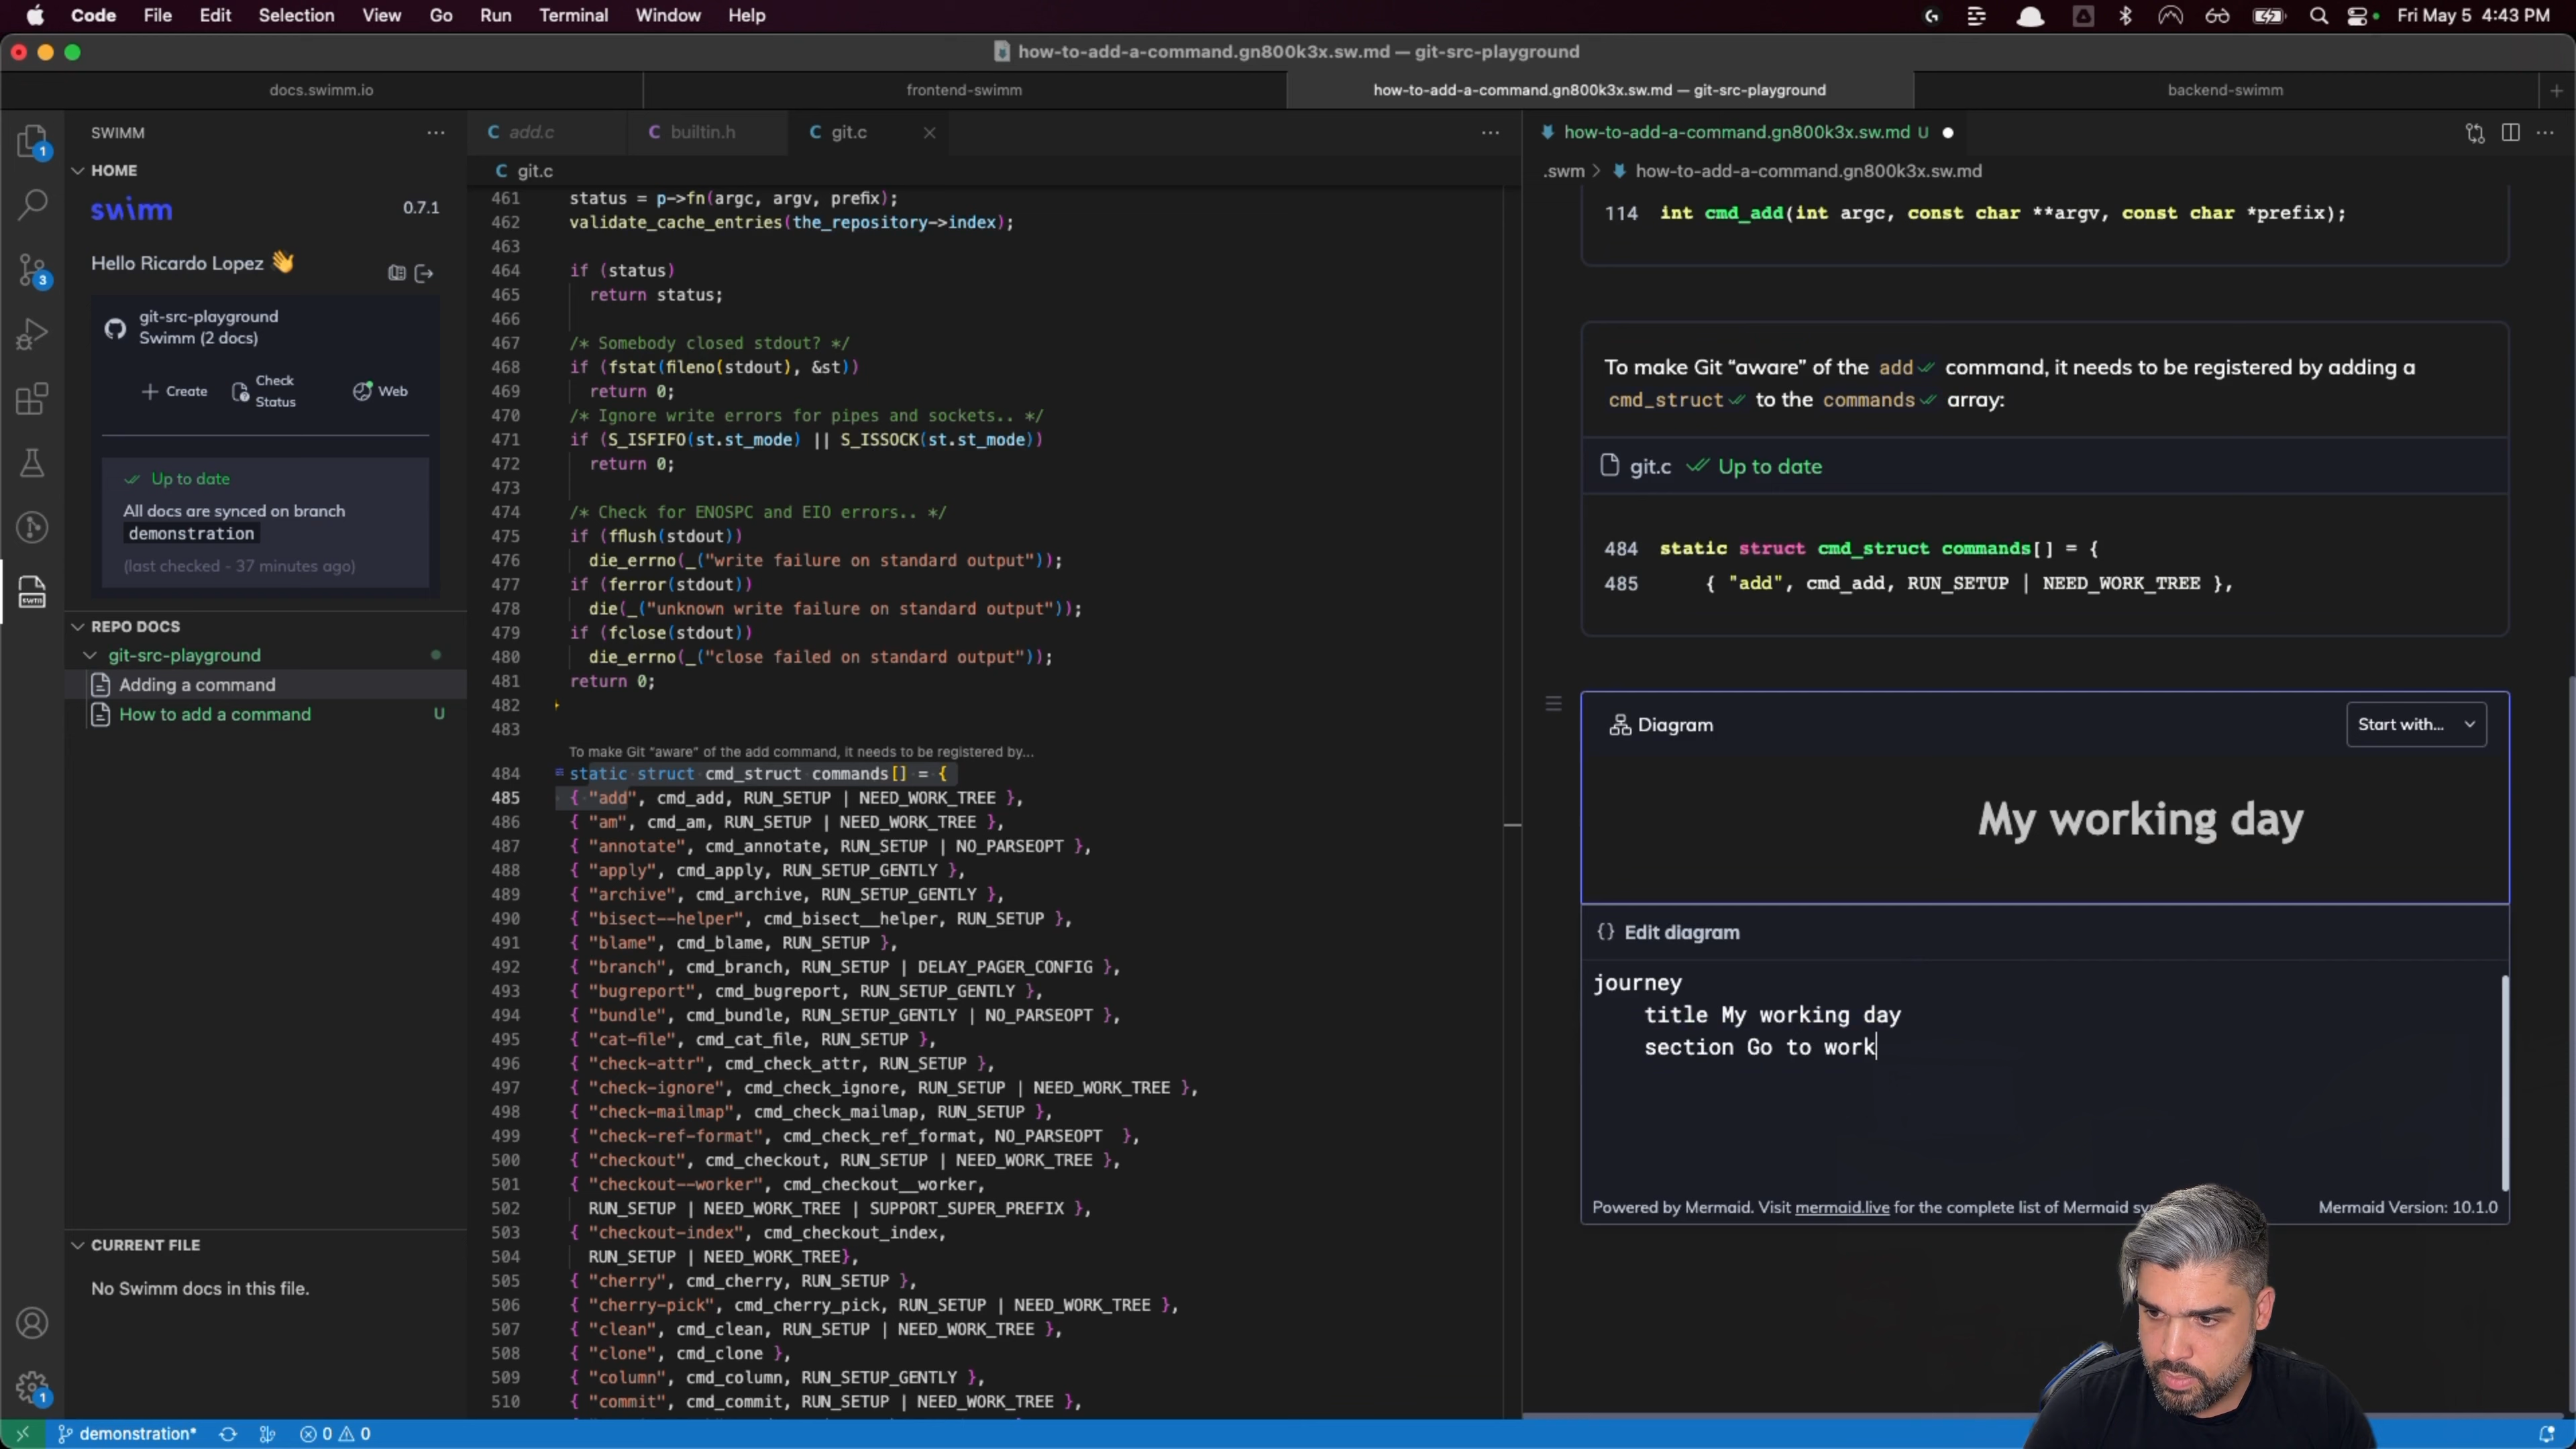 Code File Edit Selection View Go Run Terminal Window Help
Fri May 5 4:43 PM
how-to-add-a-command.gn800k3x.sw.md — git-src-playground
docs.swimm.io
frontend-swimm
how-to-add-a-command.gn800k3x.sw.md — git-src-playground
backend-swimm
SWIMM
HOME
swimm
0.7.1
Hello Ricardo Lopez
git-src-playground
Swimm (2 docs)
Create
Check
Status
Web
Up to date
All docs are synced on branch
demonstration
(last checked - 37 minutes ago)
REPO DOCS
git-src-playground
Adding a command
How to add a command U
CURRENT FILE
No Swimm docs in this file.
1
3
swm
1
C add.c
C builtin.h
C git.c
C git.c
461 status = p->fn(argc, argv, prefix);
462 validate_cache_entries(the_repository->index);
463
464 if (status)
465 return status;
466
467 /* Somebody closed stdout? */
468 if (fstat(fileno(stdout), &st))
469 return 0;
470 /* Ignore write errors for pipes and sockets.. */
471 if (S_ISFIFO(st.st_mode) || S_ISSOCK(st.st_mode))
472 return 0;
473
474 /* Check for ENOSPC and EIO errors.. */
475 if (fflush(stdout))
476 die_errno(_("write failure on standard output"));
477 if (ferror(stdout))
478 die(_("unknown write failure on standard output"));
479 if (fclose(stdout))
480 die_errno(_("close failed on standard output"));
481 return 0;
482
483
To make Git “aware” of the add command, it needs to be registered by...
484 static struct cmd_struct commands[] = {
485 { "add", cmd_add, RUN_SETUP | NEED_WORK_TREE },
486 { "am", cmd_am, RUN_SETUP | NEED_WORK_TREE },
487 { "annotate", cmd_annotate, RUN_SETUP | NO_PARSEOPT },
488 { "apply", cmd_apply, RUN_SETUP_GENTLY },
489 { "archive", cmd_archive, RUN_SETUP_GENTLY },
490 { "bisect--helper", cmd_bisect__helper, RUN_SETUP },
491 { "blame", cmd_blame, RUN_SETUP },
492 { "branch", cmd_branch, RUN_SETUP | DELAY_PAGER_CONFIG },
493 { "bugreport", cmd_bugreport, RUN_SETUP_GENTLY },
494 { "bundle", cmd_bundle, RUN_SETUP_GENTLY | NO_PARSEOPT },
495 { "cat-file", cmd_cat_file, RUN_SETUP },
496 { "check-attr", cmd_check_attr, RUN_SETUP },
497 { "check-ignore", cmd_check_ignore, RUN_SETUP | NEED_WORK_TREE },
498 { "check-mailmap", cmd_check_mailmap, RUN_SETUP },
499 { "check-ref-format", cmd_check_ref_format, NO_PARSEOPT },
500 { "checkout", cmd_checkout, RUN_SETUP | NEED_WORK_TREE },
501 { "checkout--worker", cmd_checkout__worker,
502 RUN_SETUP | NEED_WORK_TREE | SUPPORT_SUPER_PREFIX },
503 { "checkout-index", cmd_checkout_index,
504 RUN_SETUP | NEED_WORK_TREE},
505 { "cherry", cmd_cherry, RUN_SETUP },
506 { "cherry-pick", cmd_cherry_pick, RUN_SETUP | NEED_WORK_TREE },
507 { "clean", cmd_clean, RUN_SETUP | NEED_WORK_TREE },
508 { "clone", cmd_clone },
509 { "column", cmd_column, RUN_SETUP_GENTLY },
510 { "commit", cmd_commit, RUN_SETUP | NEED_WORK_TREE },
how-to-add-a-command.gn800k3x.sw.md U
.swm > how-to-add-a-command.gn800k3x.sw.md
114 int cmd_add(int argc, const char **argv, const char *prefix);
To make Git “aware” of the add command, it needs to be registered by adding a
cmd_struct to the commands array:
git.c Up to date
484 static struct cmd_struct commands[] = {
485 { "add", cmd_add, RUN_SETUP | NEED_WORK_TREE },
Diagram
Start with...
My working day
{} Edit diagram
journey
title My working day
section Go to work
Powered by Mermaid. Visit mermaid.live for the complete list of Mermaid
Mermaid Version: 10.1.0
demonstration*
0
0